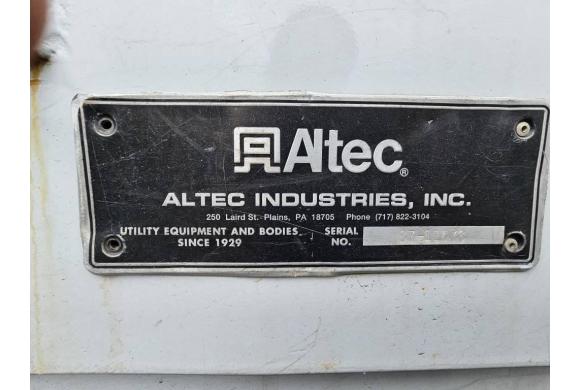 Altec®
ALTEC INDUSTRIES, INC.
250 Laird St. Plains, PA 18705 Phone (717) 822-3104
UTILITY EQUIPMENT AND BODIES SERIAL
SINCE 1929 NO.